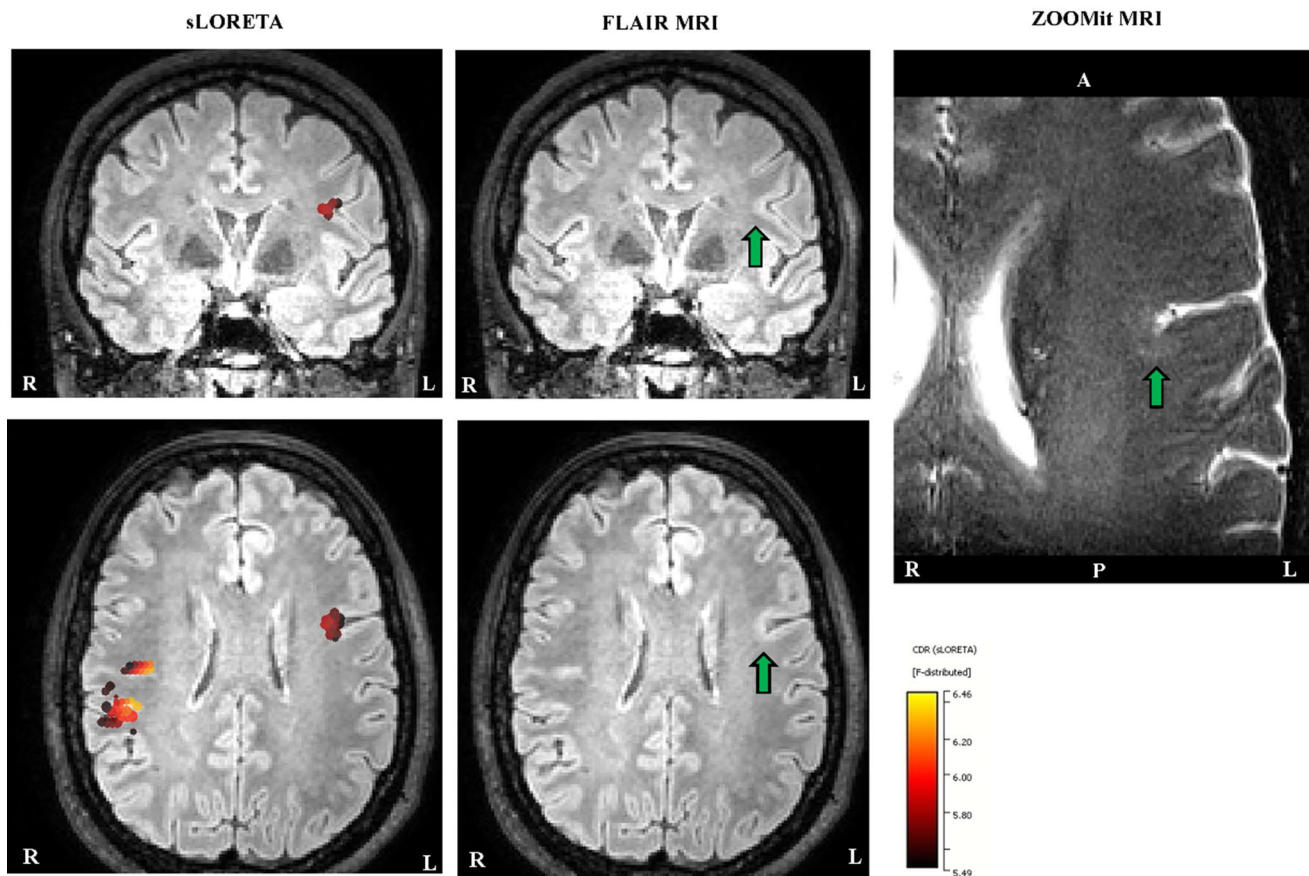 sLORETA
FLAIR MRI
ZOOMit MRI
R
L
R
L
A
R
P
L
R
L
R
L
CDR (sLORETA)
[F-distributed]
6.46
6.20
6.00
5.80
5.49